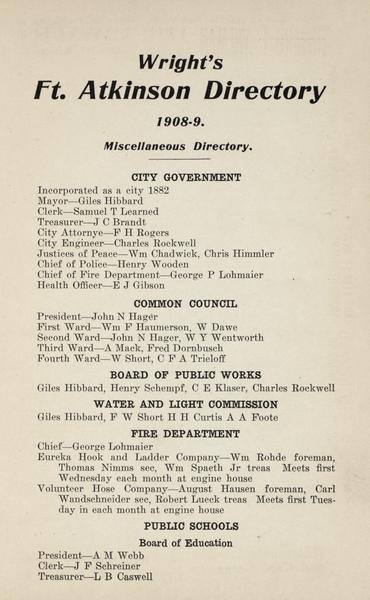 Wright's
Ft. Atkinson Directory
1908-9.
Miscellaneous Directory.
CITY GOVERNMENT
Incorporated as a city 1882
Mayor—Giles Hibbard
Clerk—Samuel T Learned
Treasurer—J C Brandt
City Attornye—F H Rogers
City Engineer—Charles Rockwell
Justices of Peace—Wm Chadwick, Chris Himmler
Chief of Police—Henry Wooden
Chief of Fire Department—George P Lohmaier
Health Officer—E J Gibson
COMMON COUNCIL
President—John N Hager
First Ward—Wm F Haumerson, W Dawe
Second Ward—John N Hager, W Y Wentworth
Third Ward—A Mack, Fred Dornbusch
Fourth Ward—W Short, C F A Trieloff
BOARD OF PUBLIC WORKS
Giles Hibbard, Henry Schempf, C E Klaser, Charles Rockwell
WATER AND LIGHT COMMISSION
Giles Hibbard, F W Short H H Curtis A A Foote
FIRE DEPARTMENT
Chief—George Lohmaier
Eureka Hook and Ladder Company—Wm Rohde foreman,
Thomas Nimms see, Wm Spaeth Jr treas Meets first
Wednesday each month at engine house
Volunteer Hose Company—August Hausen foreman, Carl
Wandschneider see, Robert Lueck treas Meets first Tues-
day in each month at engine house
PUBLIC SCHOOLS
Board of Education
President—A M Webb
Clerk—J F Schreiner
Treasurer—L B Caswell